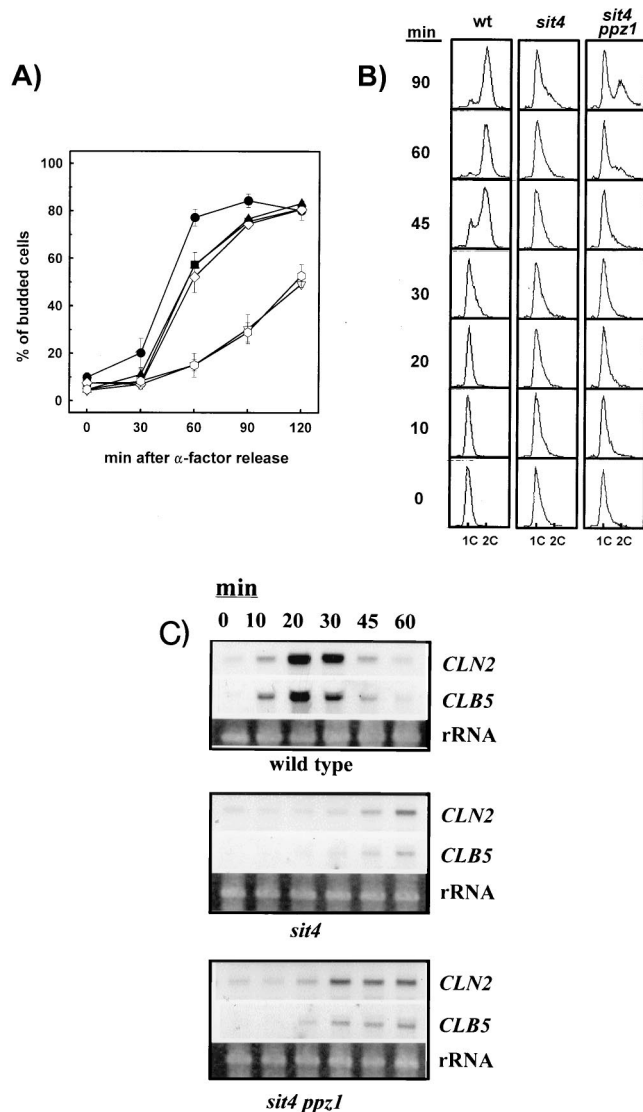 A)
% of budded cells
100
80
60
40
20
0
0 30 60 90 120
min after α-factor release
B)
min wt sit4 sit4 ppz1
90
60
45
30
20
10
0
1C 2C 1C 2C 1C 2C
C)
min
0 10 20 30 45 60
CLN2
CLB5
rRNA
wild type
CLN2
CLB5
rRNA
sit4
CLN2
CLB5
rRNA
sit4 ppz1